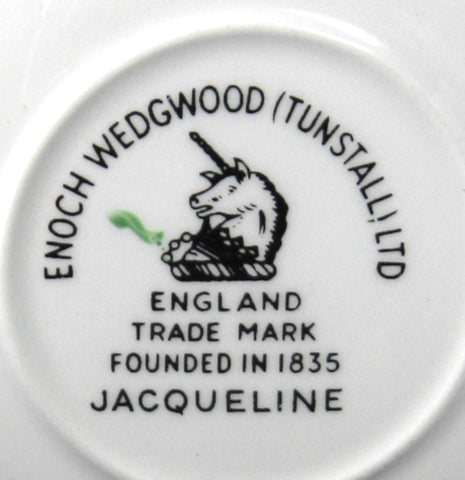 ENOCH WEDGWOOD (TUNSTALL) LTD
ENGLAND
TRADE MARK
FOUNDED IN 1835
JACQUELINE